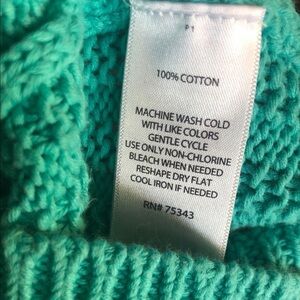 P1
100% COTTON
MACHINE WASH COLD
WITH LIKE COLORS
GENTLE CYCLE
USE ONLY NON-CHLORINE
BLEACH WHEN NEEDED
RESHAPE DRY FLAT
COOL IRON IF NEEDED
RN# 75343